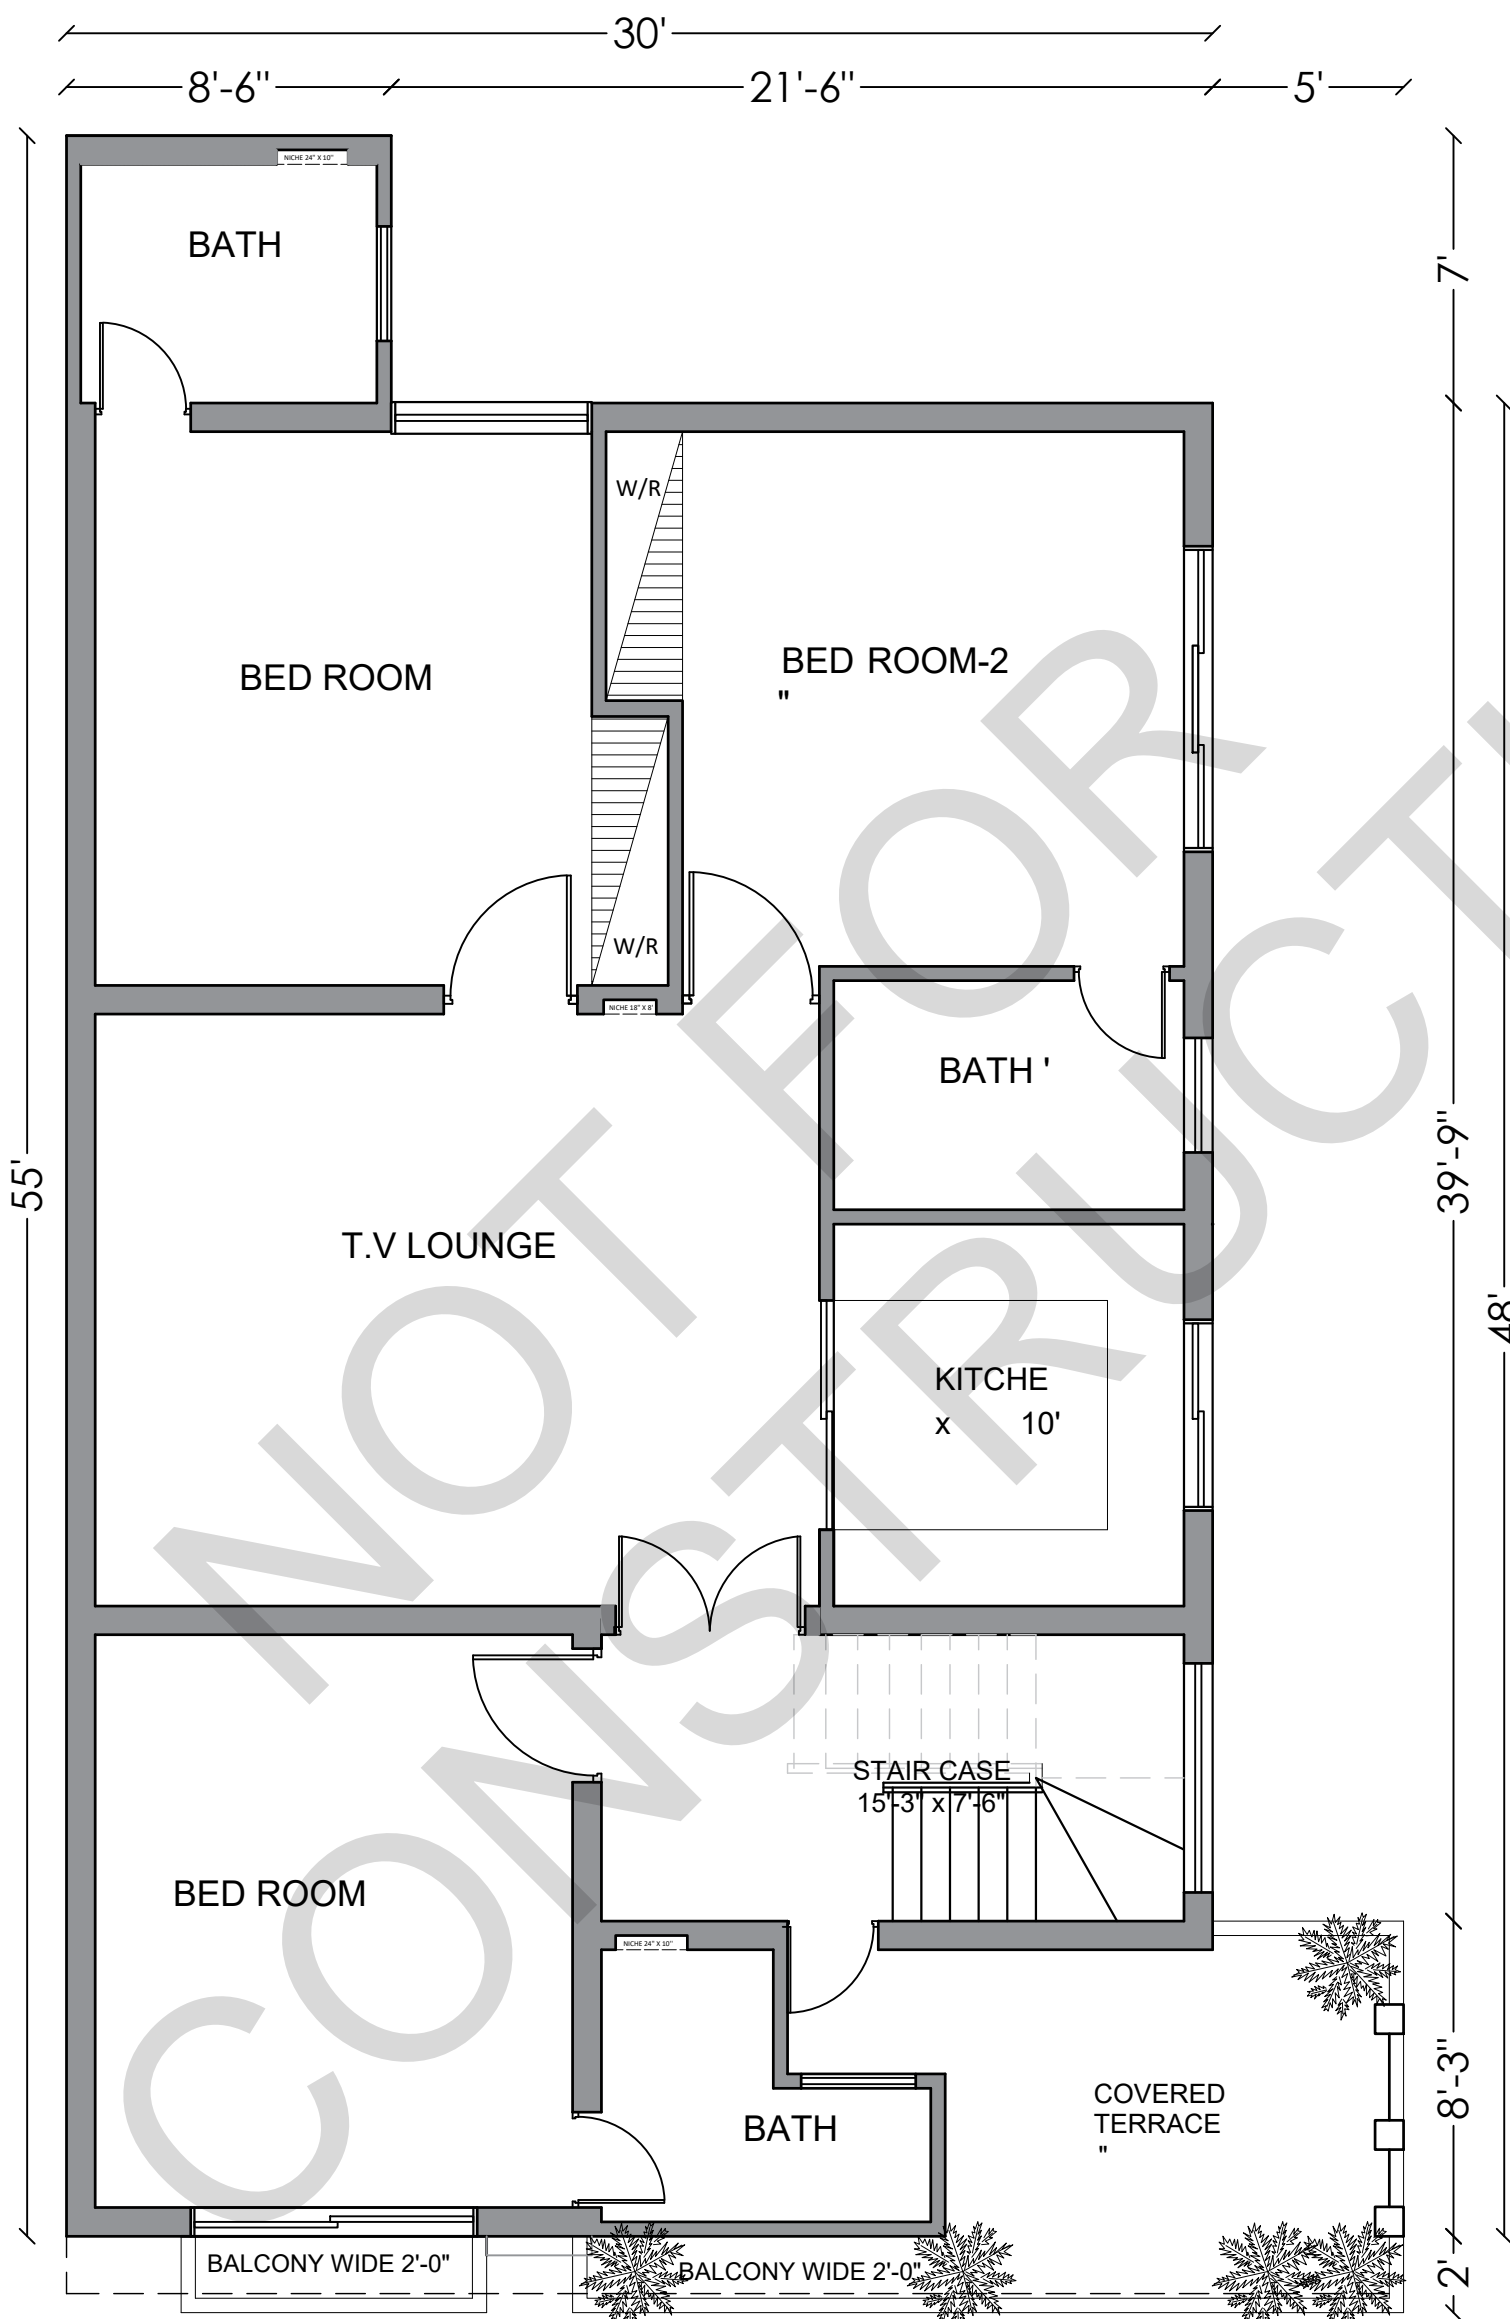 30'
8'-6"
21'-6"
5'
NICHE 24" X 10"
BATH
7'
W/R
BED ROOM
BED ROOM-2
"
W/R
NICHE 18" X 8'
BATH '
55'
39'-9"
48'
T.V LOUNGE
KITCHE
x 10'
STAIR CASE
15'-3" x 7'-6"
BED ROOM
NICHE 24" X 10"
BATH
COVERED
TERRACE
"
8'-3"
BALCONY WIDE 2'-0"
BALCONY WIDE 2'-0"
2'
NOT FOR
CONSTRUCT